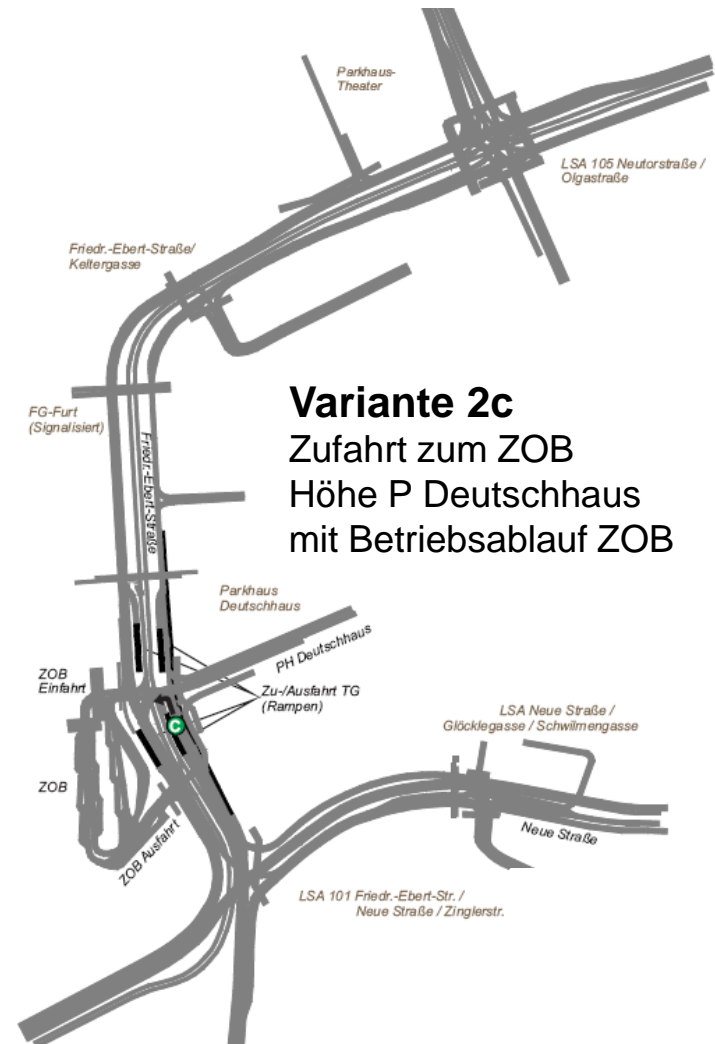 Parkhaus-
Theater
LSA 105 Neutorstraße /
Olgastraße
Friedr.-Ebert-Straße/
Keltergasse
Variante 2c
Zufahrt zum ZOB
Höhe P Deutschhaus
mit Betriebsablauf ZOB
FG-Furt
(Signalisiert)
Friedr.-Ebert-Straße
Parkhaus
Deutschhaus
PH Deutschhaus
ZOB
Einfahrt
Zu-/Ausfahrt TG
(Rampen)
C
LSA Neue Straße /
Glöcklegasse / Schwilmengasse
ZOB
ZOB Ausfahrt
Neue Straße
LSA 101 Friedr.-Ebert-Str. /
Neue Straße / Zinglerstr.